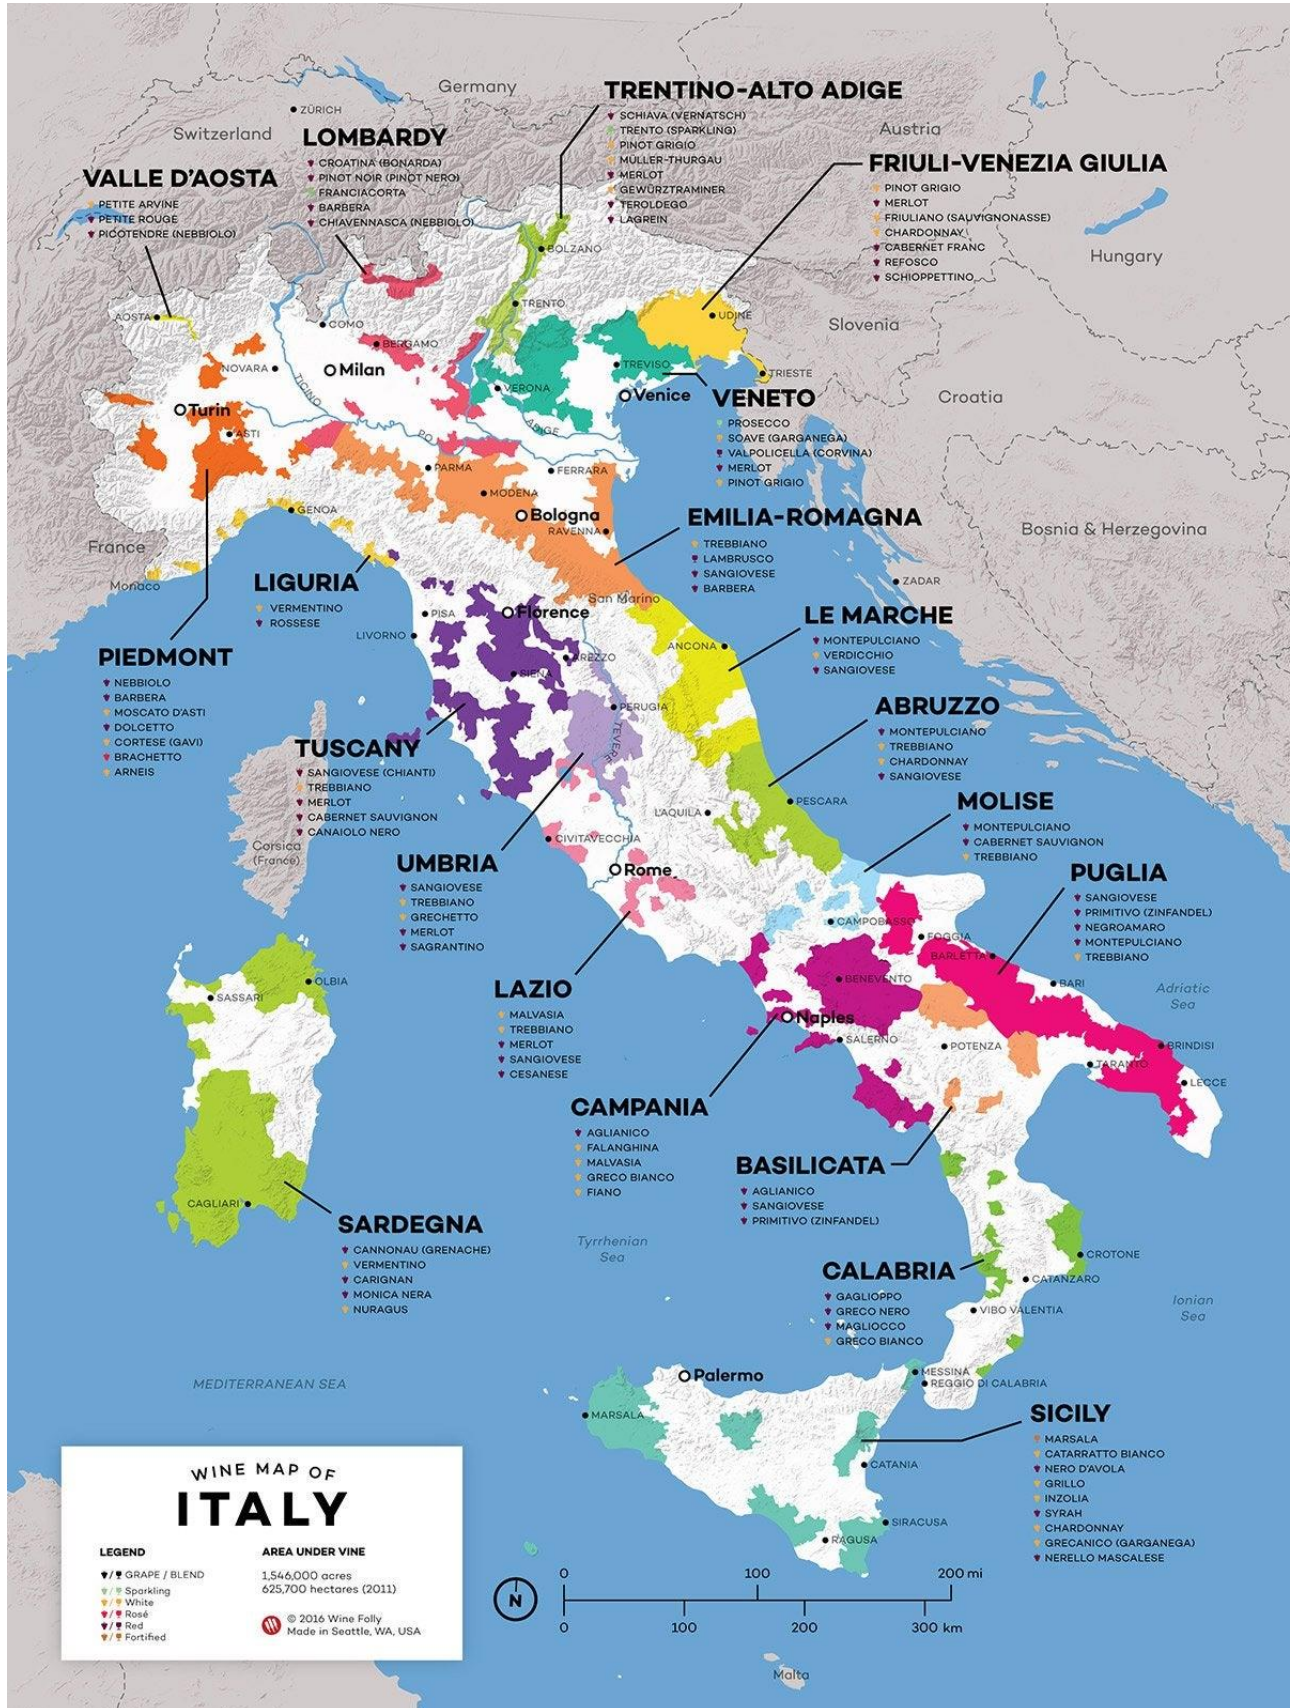 Germany
ZÜRICH
Switzerland
Austria
Hungary
Slovenia
Croatia
Bosnia & Herzegovina
ZADAR
France
Monaco
San Marino
Corsica
(France)
Malta
TRENTINO-ALTO ADIGE
SCHIAVA (VERNATSCH)
TRENTO (SPARKLING)
PINOT GRIGIO
MÜLLER-THURGAU
MERLOT
GEWÜRZTRAMINER
TEROLDEGO
LAGREIN
LOMBARDY
CROATINA (BONARDA)
PINOT NOIR (PINOT NERO)
FRANCIACORTA
BARBERA
CHIAVENNASCA (NEBBIOLO)
VALLE D'AOSTA
PETITE ARVINE
PETITE ROUGE
PICOTENDRE (NEBBIOLO)
FRIULI-VENEZIA GIULIA
PINOT GRIGIO
MERLOT
FRIULIANO (SAUVIGNONASSE)
CHARDONNAY
CABERNET FRANC
REFOSCO
SCHIOPPETTINO
BOLZANO
TRENTO
UDINE
TRIESTE
AOSTA
COMO
BERGAMO
NOVARA
Milan
TICINO
VERONA
TREVISO
Venice
Turin
ASTI
PO
ADIGE
PARMA
FERRARA
MODENA
Bologna
RAVENNA
GENOA
VENETO
PROSECCO
SOAVE (GARGANEGA)
VALPOLICELLA (CORVINA)
MERLOT
PINOT GRIGIO
EMILIA-ROMAGNA
TREBBIANO
LAMBRUSCO
SANGIOVESE
BARBERA
LIGURIA
VERMENTINO
ROSSESE
PIEDMONT
NEBBIOLO
BARBERA
MOSCATO D'ASTI
DOLCETTO
CORTESE (GAVI)
BRACHETTO
ARNEIS
LE MARCHE
MONTEPULCIANO
VERDICCHIO
SANGIOVESE
PISA
LIVORNO
Florence
AREZZO
SIENA
PERUGIA
TEVERE
ANCONA
TUSCANY
SANGIOVESE (CHIANTI)
TREBBIANO
MERLOT
CABERNET SAUVIGNON
CANAIOLO NERO
ABRUZZO
MONTEPULCIANO
TREBBIANO
CHARDONNAY
SANGIOVESE
MOLISE
MONTEPULCIANO
CABERNET SAUVIGNON
TREBBIANO
L'AQUILA
PESCARA
CIVITAVECCHIA
Rome
UMBRIA
SANGIOVESE
TREBBIANO
GRECHETTO
MERLOT
SAGRANTINO
PUGLIA
SANGIOVESE
PRIMITIVO (ZINFANDEL)
NEGROAMARO
MONTEPULCIANO
TREBBIANO
CAMPOBASSO
FOGGIA
BARLETTA
BARI
BENEVENTO
Naples
SALERNO
POTENZA
TARANTO
BRINDISI
LECCE
Adriatic
Sea
LAZIO
MALVASIA
TREBBIANO
MERLOT
SANGIOVESE
CESANESE
CAMPANIA
AGLIANICO
FALANGHINA
MALVASIA
GRECO BIANCO
FIANO
BASILICATA
AGLIANICO
SANGIOVESE
PRIMITIVO (ZINFANDEL)
OLBIA
SASSARI
CAGLIARI
SARDEGNA
CANNONAU (GRENACHE)
VERMENTINO
CARIGNAN
MONICA NERA
NURAGUS
Tyrrhenian
Sea
CALABRIA
GAGLIOPPO
GRECO NERO
MAGLIOCCO
GRECO BIANCO
CROTONE
CATANZARO
VIBO VALENTIA
Ionian
Sea
MEDITERRANEAN SEA
Palermo
MESSINA
REGGIO DI CALABRIA
MARSALA
CATANIA
SIRACUSA
RAGUSA
SICILY
MARSALA
CATARRATTO BIANCO
NERO D'AVOLA
GRILLO
INZOLIA
SYRAH
CHARDONNAY
GRECANICO (GARGANEGA)
NERELLO MASCALESE
WINE MAP OF
ITALY
LEGEND
GRAPE / BLEND
Sparkling
White
Rosé
Red
Fortified
AREA UNDER VINE
1,546,000 acres
625,700 hectares (2011)
© 2016 Wine Folly
Made in Seattle, WA, USA
N
0 100 200 mi
0 100 200 300 km